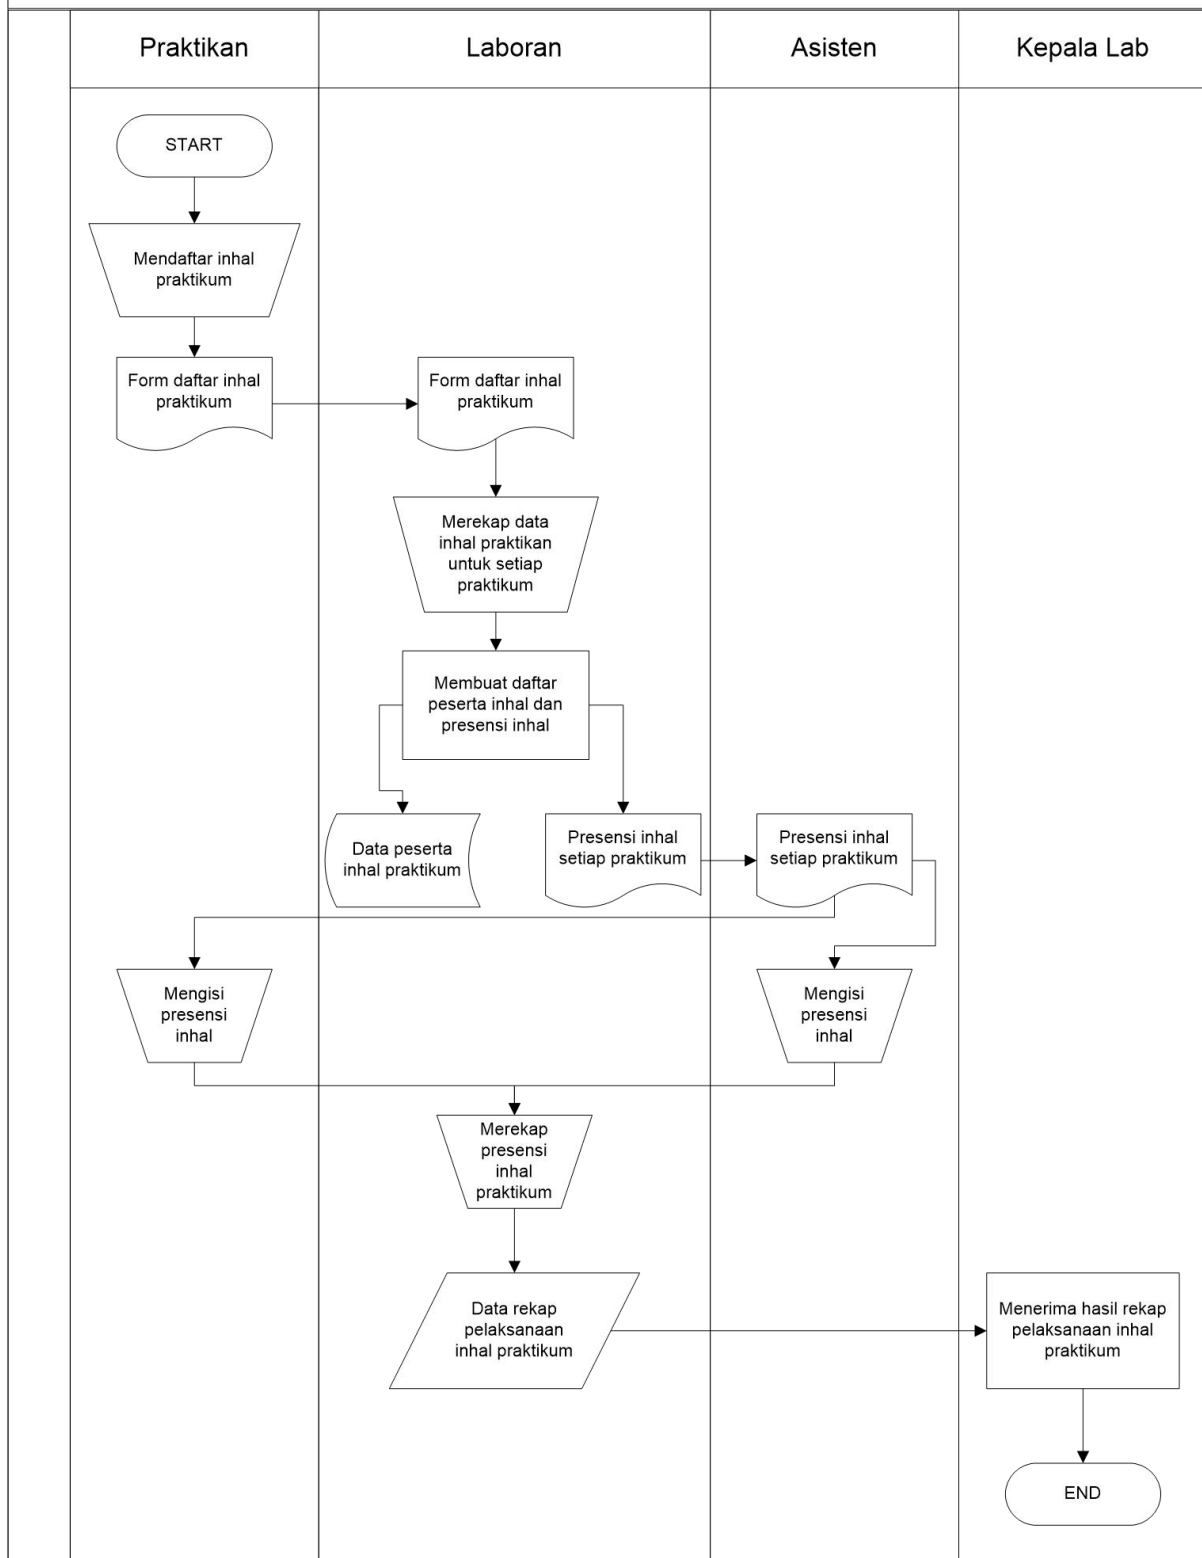 Praktikan
Laboran
Asisten
Kepala Lab
START
Mendaftar inhal
praktikum
Form daftar inhal
praktikum
Form daftar inhal
praktikum
Merekap data
inhal praktikan
untuk setiap
praktikum
Membuat daftar
peserta inhal dan
presensi inhal
Data peserta
inhal praktikum
Presensi inhal
setiap praktikum
Presensi inhal
setiap praktikum
Mengisi
presensi
inhal
Mengisi
presensi
inhal
Merekap
presensi
inhal
praktikum
Data rekap
pelaksanaan
inhal praktikum
Menerima hasil rekap
pelaksanaan inhal
praktikum
END